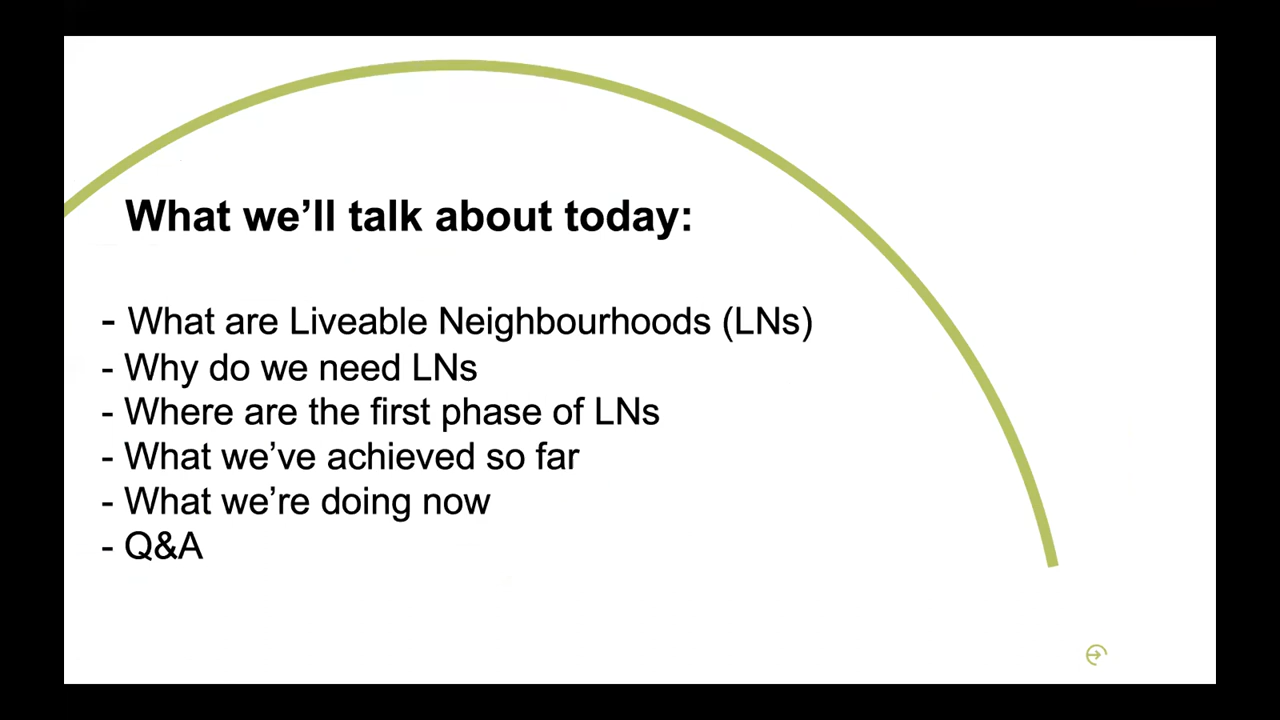 What we’ll talk about today:
- What are Liveable Neighbourhoods (LNs)
- Why do we need LNs
- Where are the first phase of LNs
- What we’ve achieved so far
- What we’re doing now
- Q&A